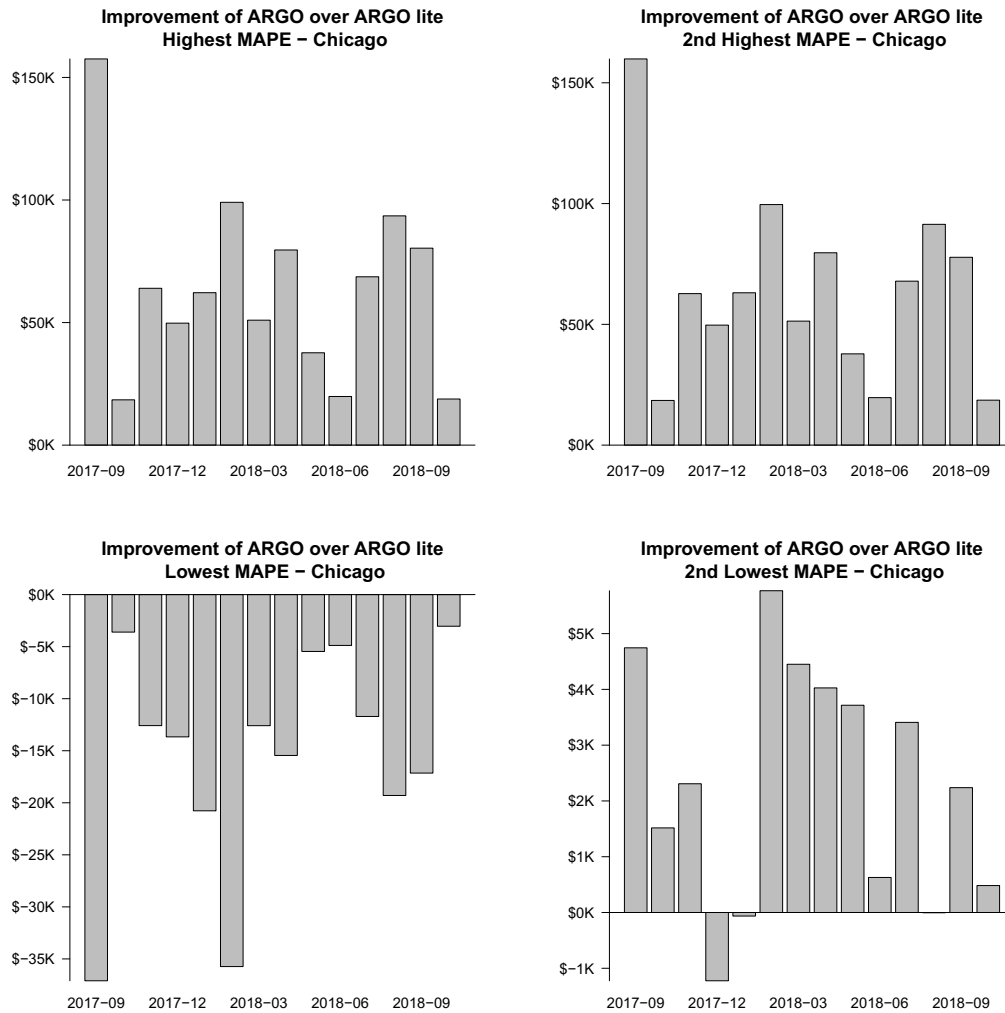 Improvement of ARGO over ARGO lite
Highest MAPE − Chicago
$150K
$100K
$50K
$0K
2017−09 2017−12 2018−03 2018−06 2018−09
Improvement of ARGO over ARGO lite
2nd Highest MAPE − Chicago
$150K
$100K
$50K
$0K
2017−09 2017−12 2018−03 2018−06 2018−09
Improvement of ARGO over ARGO lite
Lowest MAPE − Chicago
$0K
$−5K
$−10K
$−15K
$−20K
$−25K
$−30K
$−35K
2017−09 2017−12 2018−03 2018−06 2018−09
Improvement of ARGO over ARGO lite
2nd Lowest MAPE − Chicago
$5K
$4K
$3K
$2K
$1K
$0K
$−1K
2017−09 2017−12 2018−03 2018−06 2018−09